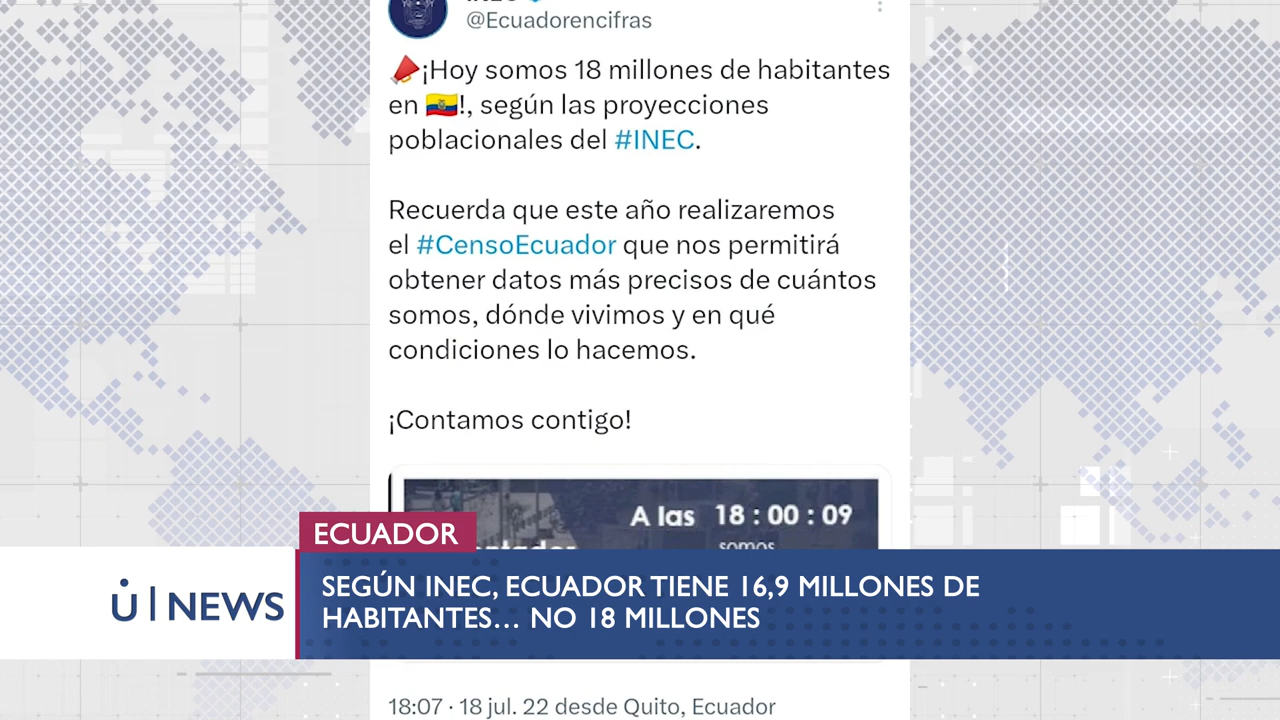 @Ecuadorencifras
¡Hoy somos 18 millones de habitantes
en !, según las proyecciones
poblacionales del #INEC.
Recuerda que este año realizaremos
el #CensoEcuador que nos permitirá
obtener datos más precisos de cuántos
somos, dónde vivimos y en qué
condiciones lo hacemos.
¡Contamos contigo!
A las 18 : 00 : 09
somos
ECUADOR
Ü | NEWS
SEGÚN INEC, ECUADOR TIENE 16,9 MILLONES DE
HABITANTES... NO 18 MILLONES
18:07 · 18 jul. 22 desde Quito, Ecuador